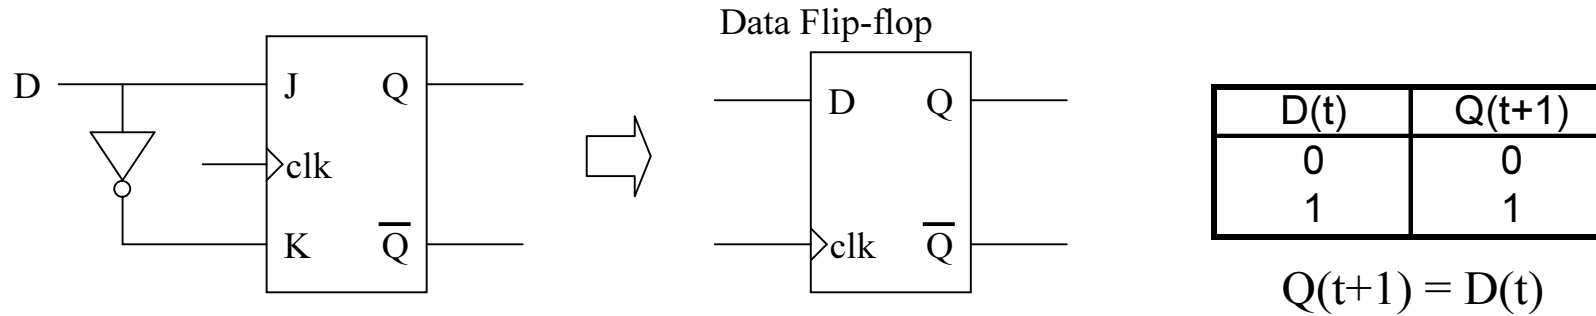 Data Flip-flop
D J Q
clk
K Q̅
D Q
clk Q̅
D(t) Q(t+1)
0 0
1 1
Q(t+1) = D(t)